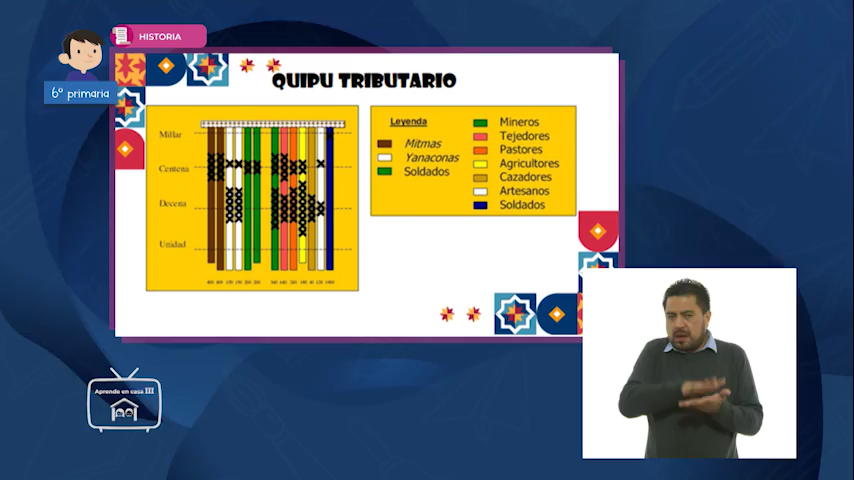 HISTORIA
6º primaria
QUIPU TRIBUTARIO
Millar
Centena
Decena
Unidad
Leyenda
Mitmas
Yanaconas
Soldados
Mineros
Tejedores
Pastores
Agricultores
Cazadores
Artesanos
Soldados
Aprende en casa III